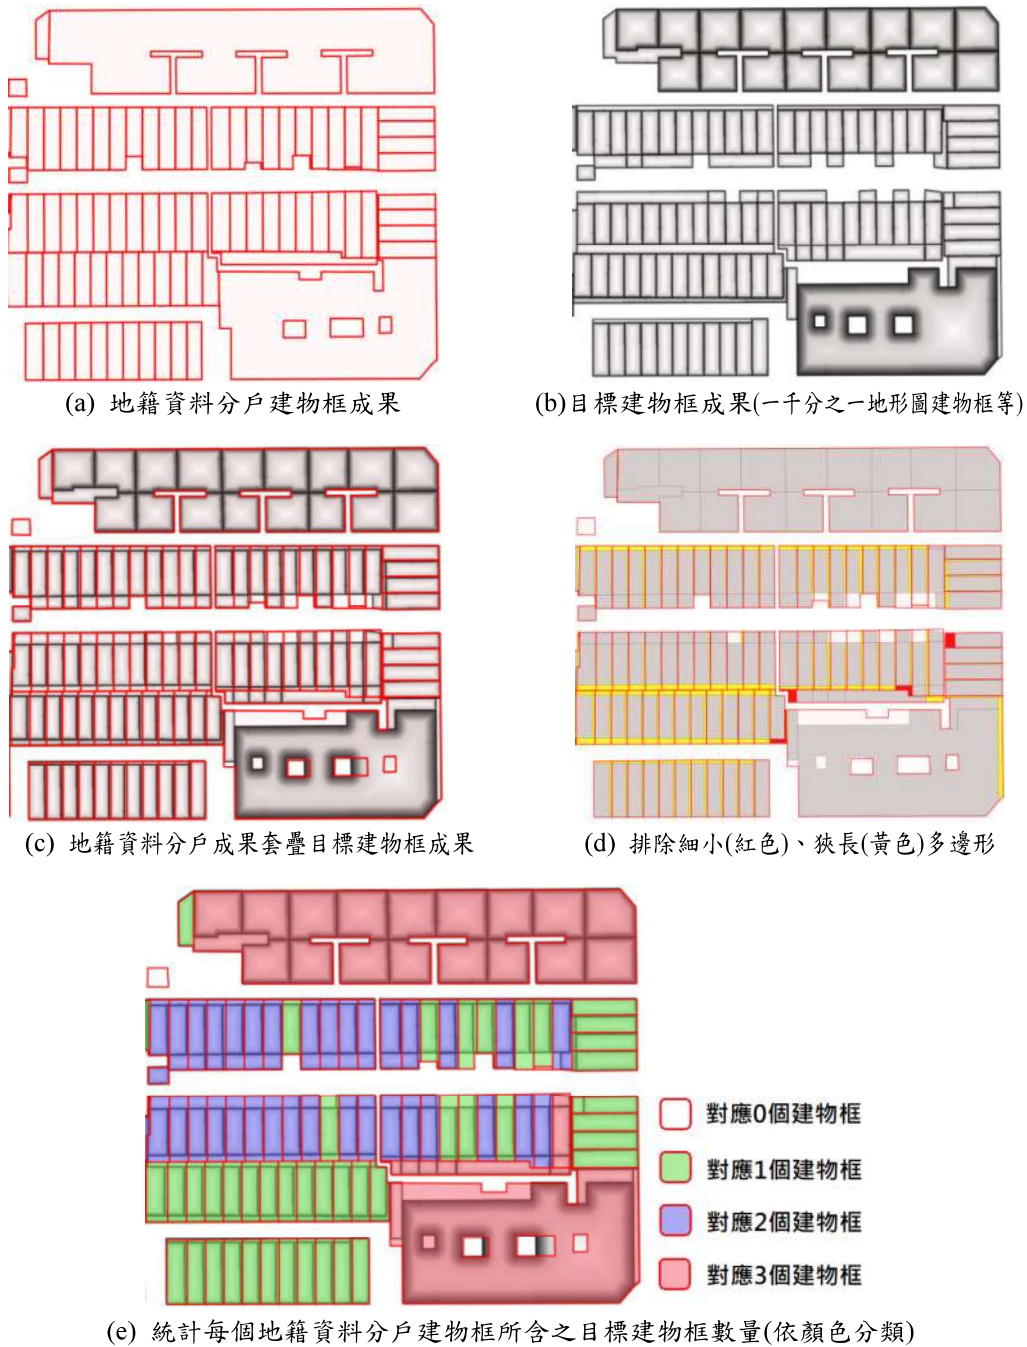 (a) 地籍資料分戶建物框成果
(b)目標建物框成果(一千分之一地形圖建物框等)
(c) 地籍資料分戶成果套疊目標建物框成果
(d) 排除細小(紅色)、狹長(黃色)多邊形
對應0個建物框
對應1個建物框
對應2個建物框
對應3個建物框
(e) 統計每個地籍資料分戶建物框所含之目標建物框數量(依顏色分類)